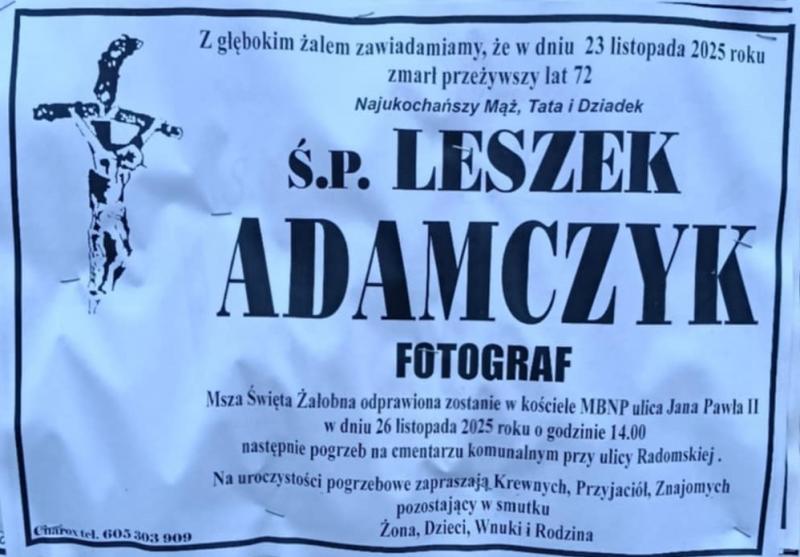 Z głębokim żalem zawiadamiamy, że w dniu 23 listopada 2025 roku
zmarł przeżywszy lat 72
Najukochańszy Mąż, Tata i Dziadek
Ś.P. LESZEK
ADAMCZYK
FOTOGRAF
Msza Święta Żałobna odprawiona zostanie w kościele MBNP ulica Jana Pawła II
w dniu 26 listopada 2025 roku o godzinie 14.00
następnie pogrzeb na cmentarzu komunalnym przy ulicy Radomskiej .
Na uroczystości pogrzebowe zapraszają Krewnych, Przyjaciół, Znajomych
pozostający w smutku
Żona, Dzieci, Wnuki i Rodzina
Charos tel. 605 303 909